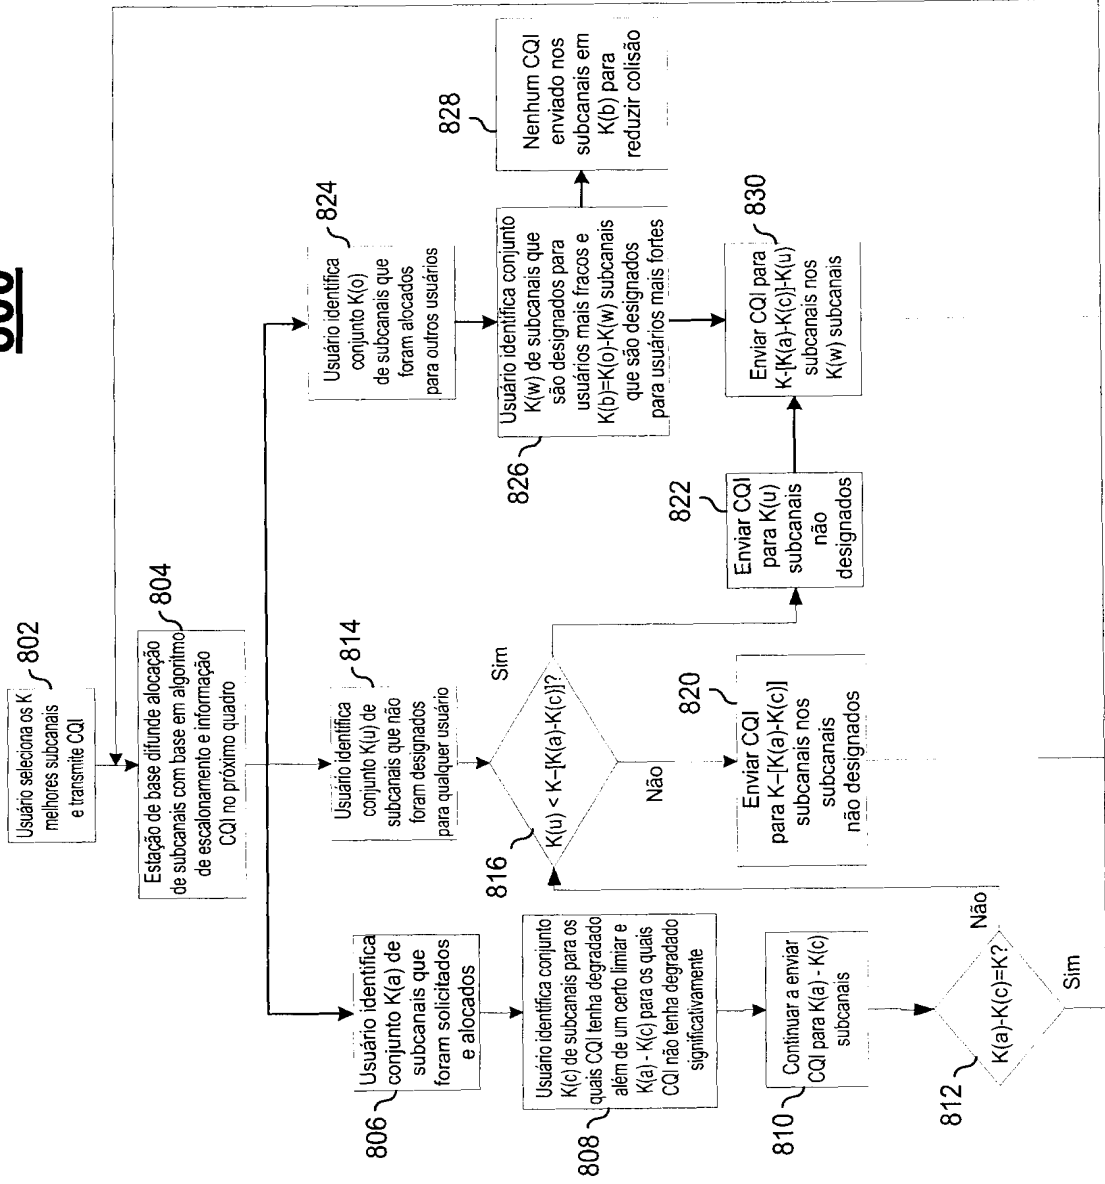 800
Usuário seleciona os K
melhores subcanais
e transmite CQI
802
Estação de base difunde alocação
de subcanais com base em algoritmo
de escalonamento e informação
CQI no próximo quadro
804
Usuário identifica
conjunto K(a) de
subcanais que
foram solicitados
e alocados
806
Usuário identifica conjunto
K(c) de subcanais para os
quais CQI tenha degradado
além de um certo limiar e
K(a) - K(c) para os quais
CQI não tenha degradado
significativamente
808
Continuar a enviar
CQI para K(a) - K(c)
subcanais
810
K(a)-K(c)=K?
812
Não
Sim
Usuário identifica
conjunto K(u) de
subcanais que não
foram designados
para qualquer usuário
814
K(u) < K–[K(a)-K(c)]?
816
Sim
Não
Enviar CQI
para K–[K(a)-K(c)]
subcanais nos
subcanais
não designados
820
Enviar CQI
para K(u)
subcanais
não
designados
822
Usuário identifica
conjunto K(o)
de subcanais que
foram alocados
para outros usuários
824
Usuário identifica conjunto
K(w) de subcanais que
são designados para
usuários mais fracos e
K(b)=K(o)-K(w) subcanais
que são designados
para usuários mais fortes
826
Nenhum CQI
enviado nos
subcanais em
K(b) para
reduzir colisão
828
Enviar CQI para
K-[K(a)-K(c)]-K(u)
subcanais nos
K(w) subcanais
830